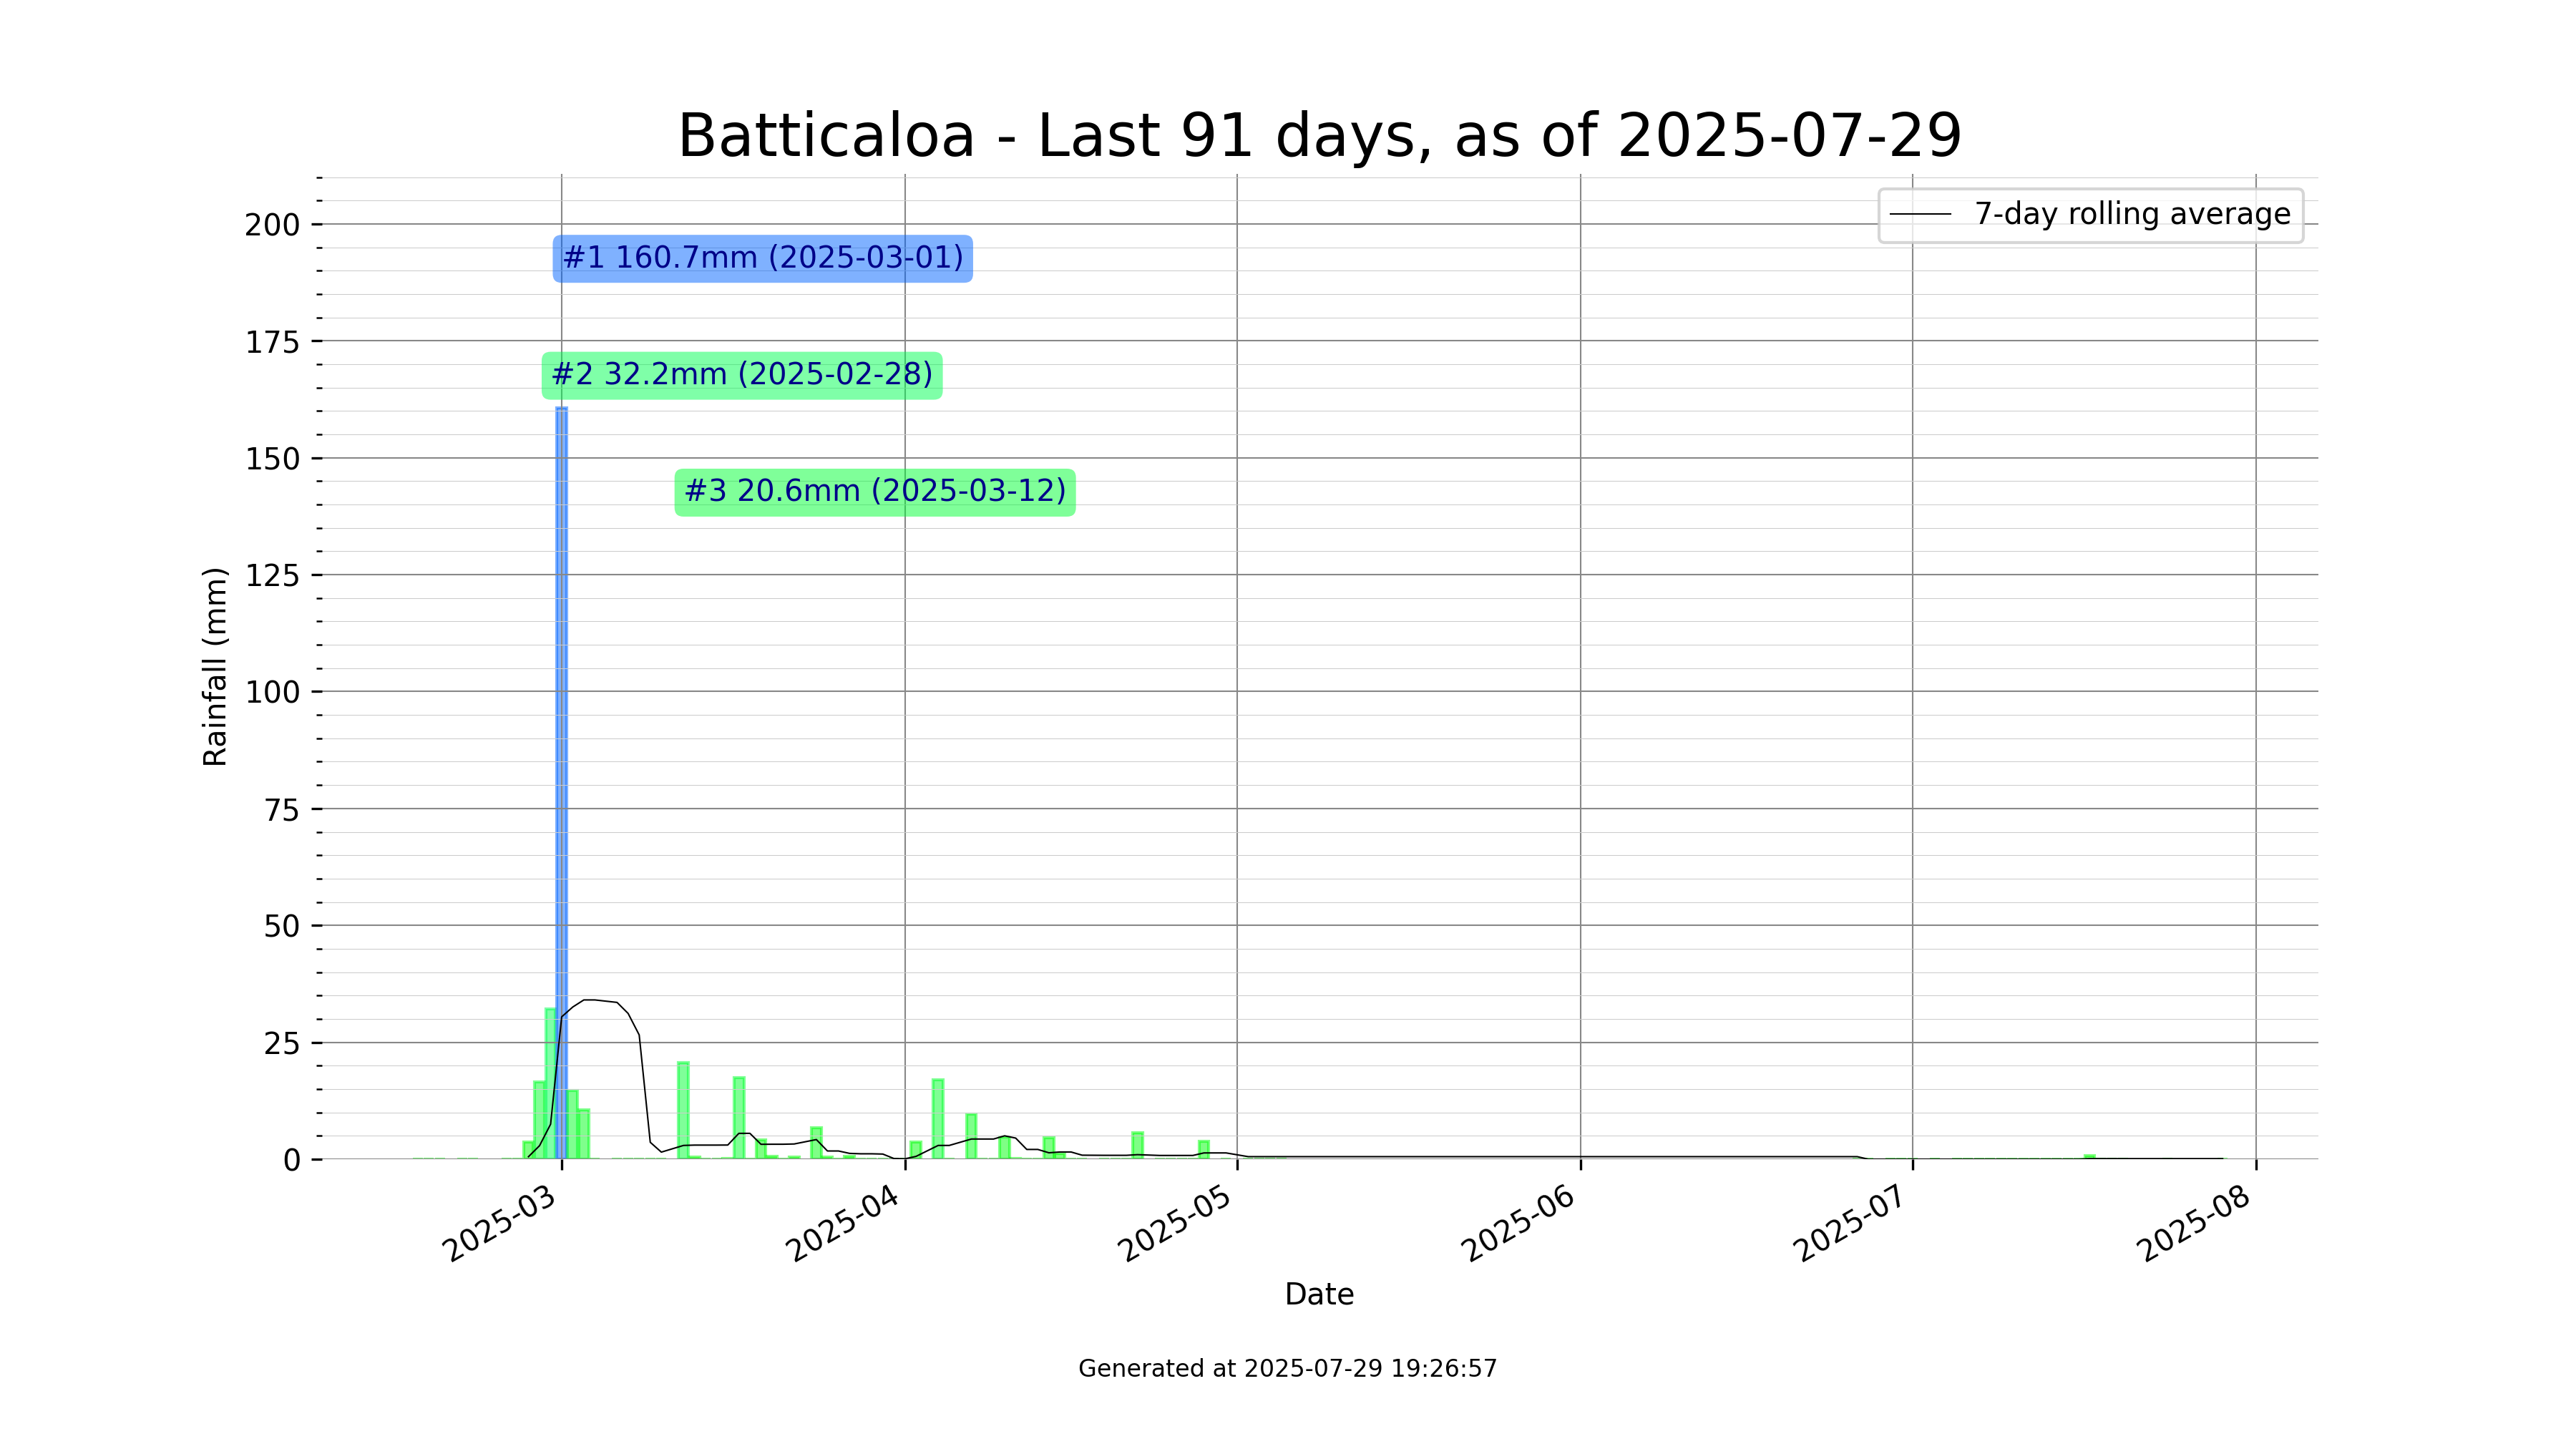 Batticaloa - Last 91 days, as of 2025-07-29
7-day rolling average
#1 160.7mm (2025-03-01)
#2 32.2mm (2025-02-28)
#3 20.6mm (2025-03-12)
Rainfall (mm)
200
175
150
125
100
75
50
25
0
2025-03
2025-04
2025-05
2025-06
2025-07
2025-08
Date
Generated at 2025-07-29 19:26:57